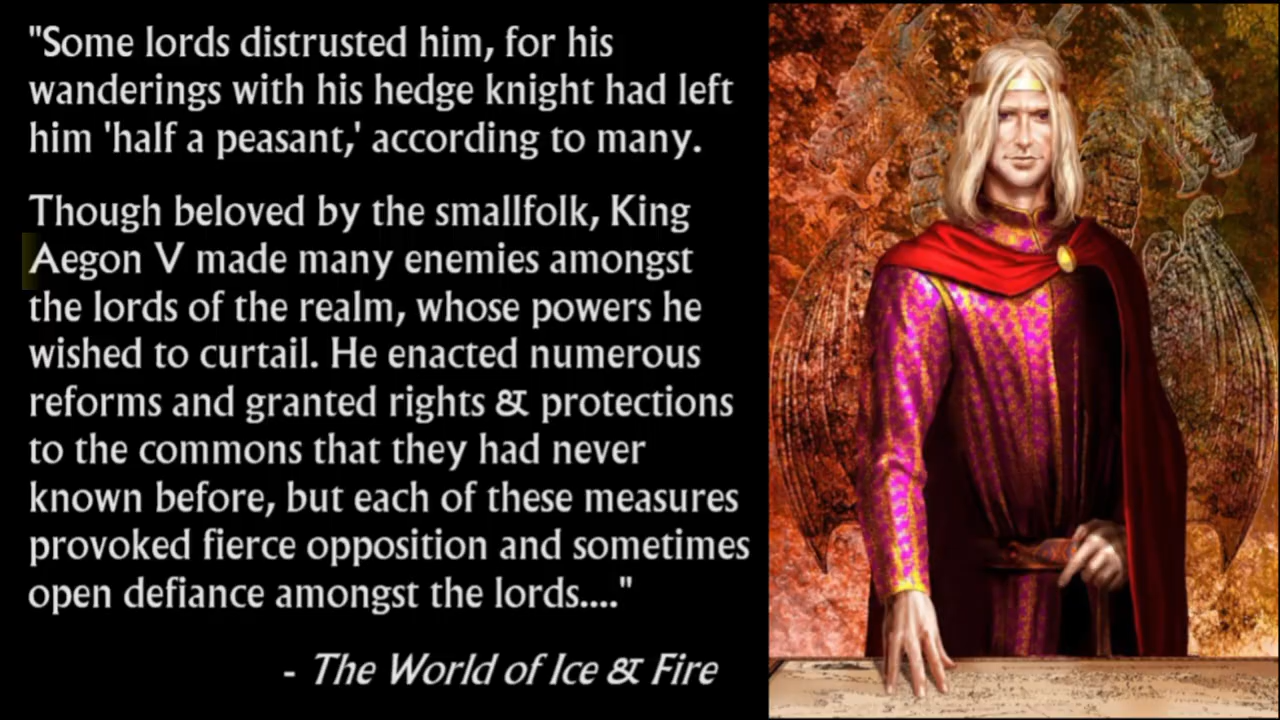 "Some lords distrusted him, for his
wanderings with his hedge knight had left
him 'half a peasant,' according to many.
Though beloved by the smallfolk, King
Aegon V made many enemies amongst
the lords of the realm, whose powers he
wished to curtail. He enacted numerous
reforms and granted rights & protections
to the commons that they had never
known before, but each of these measures
provoked fierce opposition and sometimes
open defiance amongst the lords...."
- The World of Ice & Fire